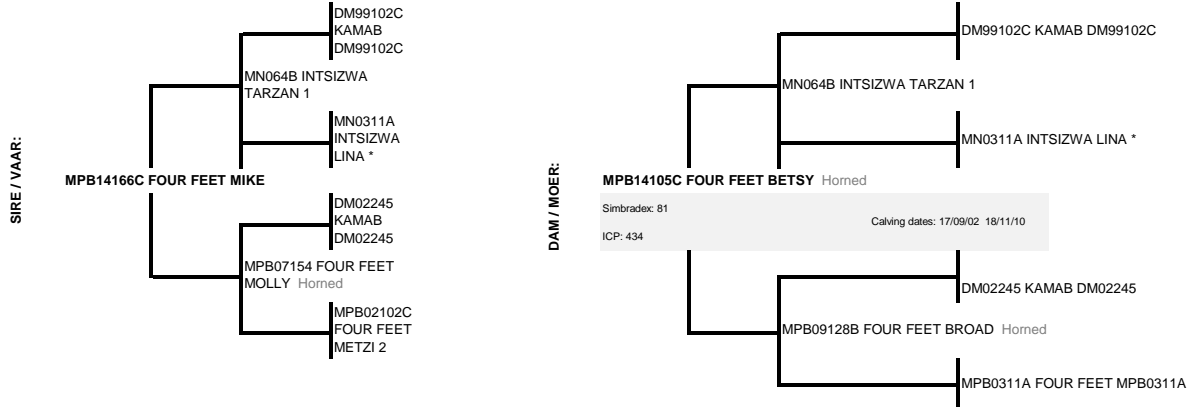 SIRE / VAAR:
DM99102C
KAMAB
DM99102C
MN064B INTSIZWA
TARZAN 1
MN0311A
INTSIZWA
LINA *
MPB14166C FOUR FEET MIKE
DM02245
KAMAB
DM02245
MPB07154 FOUR FEET
MOLLY Horned
MPB02102C
FOUR FEET
METZI 2
DAM / MOER:
DM99102C KAMAB DM99102C
MN064B INTSIZWA TARZAN 1
MN0311A INTSIZWA LINA *
MPB14105C FOUR FEET BETSY Horned
Simbradex: 81
Calving dates: 17/09/02 18/11/10
ICP: 434
DM02245 KAMAB DM02245
MPB09128B FOUR FEET BROAD Horned
MPB0311A FOUR FEET MPB0311A